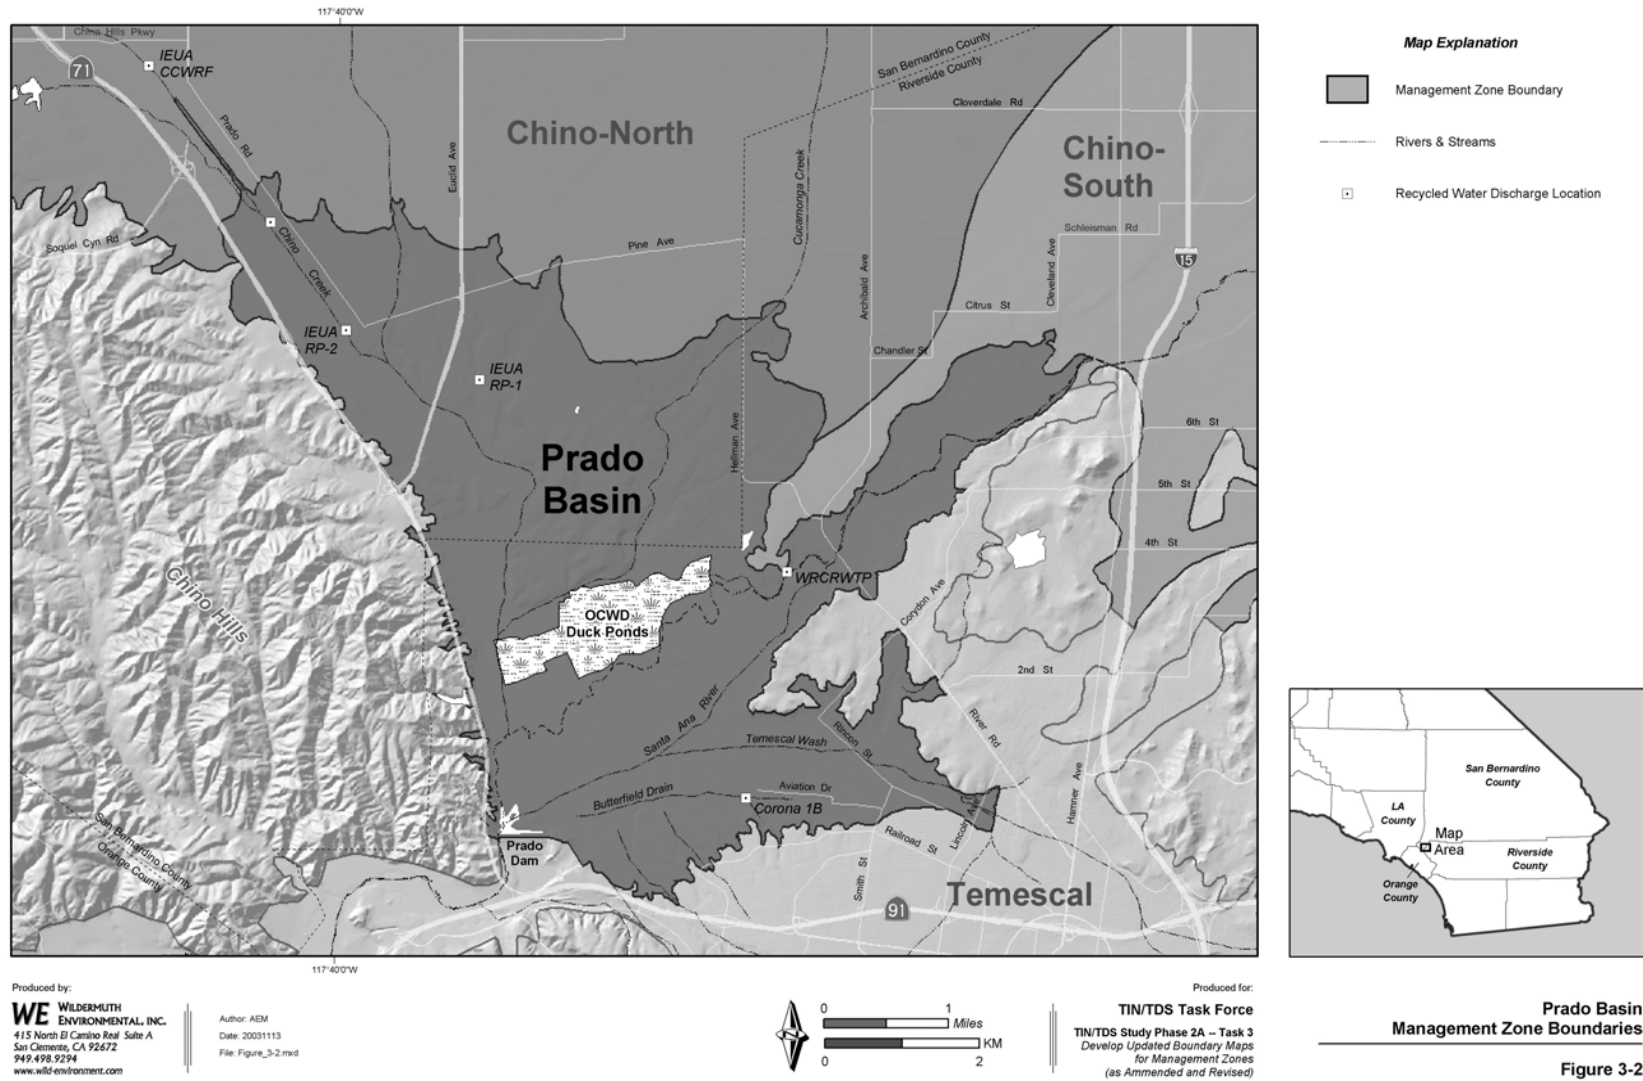 117°40'0"W
Chino Hills Pkwy
71
IEUA
CCWRF
Prado Rd
Euclid Ave
Chino-North
San Bernardino County
Riverside County
Cloverdale Rd
Chino-
South
Cucamonga Creek
Soquel Cyn Rd
Chino Creek
Pine Ave
Archibald Ave
Schleisman Rd
Cleveland Ave
15
Citrus St
IEUA
RP-2
Chandler St
IEUA
RP-1
Hellman Ave
6th St
Prado
Basin
5th St
4th St
Chino Hills
WRCRWTP
Corydon Ave
OCWD
Duck Ponds
2nd St
Santa Ana River
River Rd
Rincon St
Temescal Wash
Butterfield Drain
Aviation Dr
Corona 1B
Hamner Ave
Lincoln Ave
Railroad St
Smith St
Prado
Dam
San Bernardino County
Orange County
Temescal
91
117°40'0"W
Map Explanation
Management Zone Boundary
Rivers & Streams
Recycled Water Discharge Location
San Bernardino
County
LA
County
Map
Area
Riverside
County
Orange
County
Produced by:
WE WILDERMUTH
ENVIRONMENTAL, INC.
415 North El Camino Real Suite A
San Clemente, CA 92672
949.498.9294
www.wild-environment.com
Author: AEM
Date: 20031113
File: Figure_3-2.mxd
0 1
Miles
KM
0 2
Produced for:
TIN/TDS Task Force
TIN/TDS Study Phase 2A -- Task 3
Develop Updated Boundary Maps
for Management Zones
(as Ammended and Revised)
Prado Basin
Management Zone Boundaries
Figure 3-2